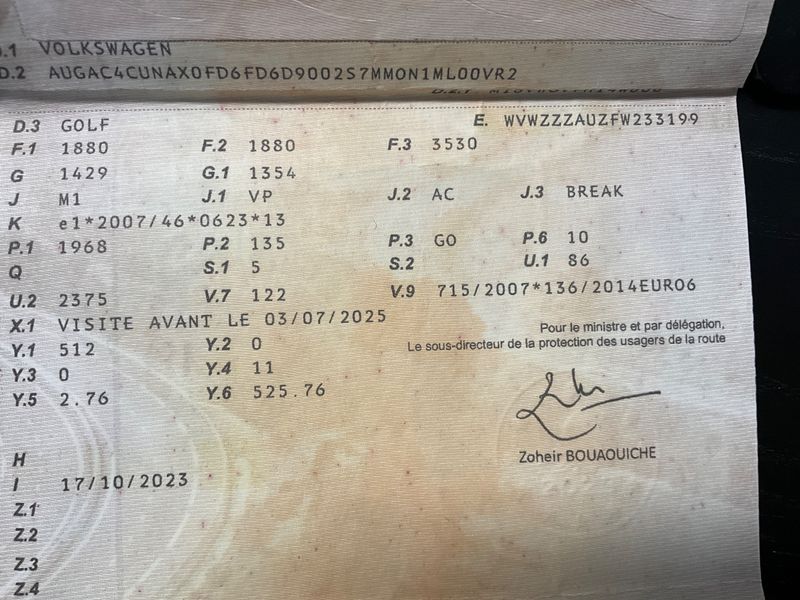 D.1 VOLKSWAGEN
D.2 AUGAC4CUNAX0FD6FD6D9002S7MMON1ML00VR2
D.3 GOLF E. WVWZZZAUZFW233199
F.1 1880 F.2 1880 F.3 3530
G 1429 G.1 1354
J M1 J.1 VP J.2 AC J.3 BREAK
K e1*2007/46*0623*13
P.1 1968 P.2 135 P.3 GO P.6 10
Q S.1 5 S.2 U.1 86
U.2 2375 V.7 122 V.9 715/2007*136/2014EURO6
X.1 VISITE AVANT LE 03/07/2025
Pour le ministre et par délégation,
Y.1 512 Y.2 0 Le sous-directeur de la protection des usagers de la route
Y.3 0 Y.4 11
Y.5 2.76 Y.6 525.76
Zoheir BOUAOUICHE
H
I 17/10/2023
Z.1
Z.2
Z.3
Z.4